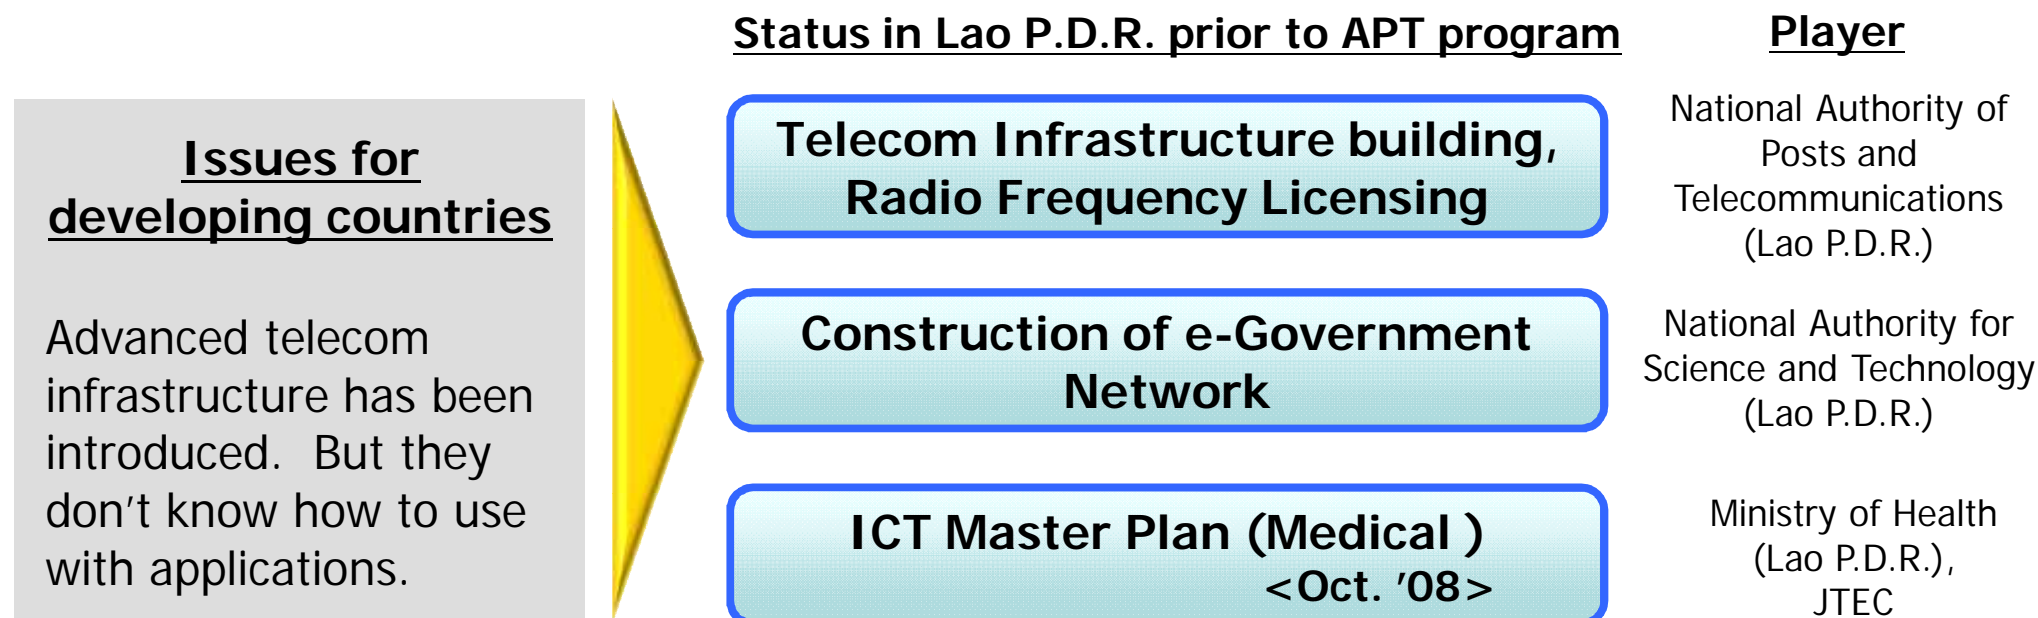 Status in Lao P.D.R. prior to APT program
Player
Issues for
developing countries
Advanced telecom
infrastructure has been
introduced.  But they
don't know how to use
with applications.
Telecom Infrastructure building,
Radio Frequency Licensing
National Authority of
Posts and
Telecommunications
(Lao P.D.R.)
Construction of e-Government
Network
National Authority for
Science and Technology
(Lao P.D.R.)
ICT Master Plan (Medical )
<Oct. '08>
Ministry of Health
(Lao P.D.R.),
JTEC